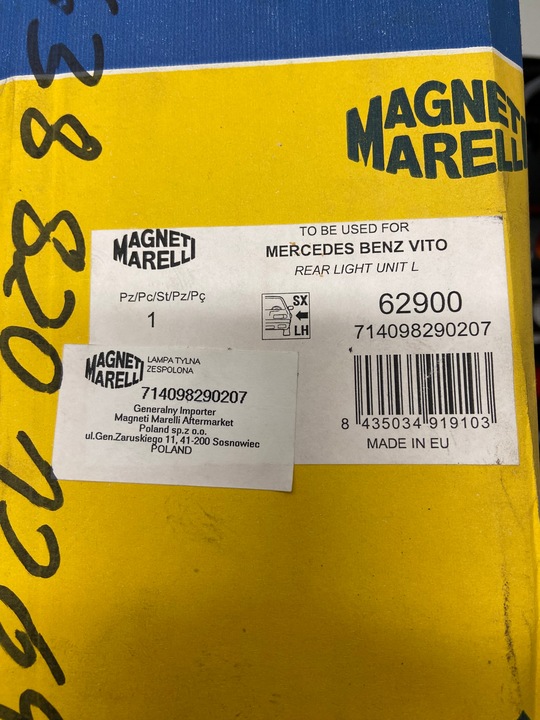 MAGNETI
MARELLI
MAGNETI
MARELLI
TO BE USED FOR
MERCEDES BENZ VITO
REAR LIGHT UNIT L
Pz/Pc/St/Pz/Pç
1
SX
LH
62900
714098290207
8 435034 919103
MADE IN EU
MAGNETI
MARELLI
LAMPA TYLNA
ZESPOLONA
714098290207
Generalny Importer
Magneti Marelli Aftermarket
Poland sp.z o.o.
ul.Gen.Zaruskiego 11, 41-200 Sosnowiec
POLAND
38 820